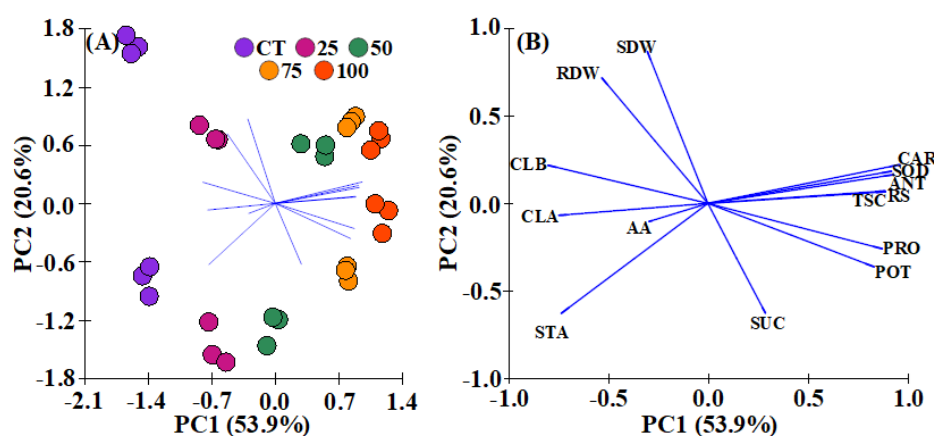 (A)
CT 25 50
75 100
1.8
1.2
0.6
0.0
-0.6
-1.2
-1.8
PC2 (20.6%)
-2.1 -1.4 -0.7 0.0 0.7 1.4
PC1 (53.9%)
(B)
1.0
0.5
0.0
-0.5
-1.0
PC2 (20.6%)
SDW
RDW
CLB
CAR
SOD
ANT
RS
TSC
CLA
AA
PRO
POT
STA
SUC
-1.0 -0.5 0.0 0.5 1.0
PC1 (53.9%)